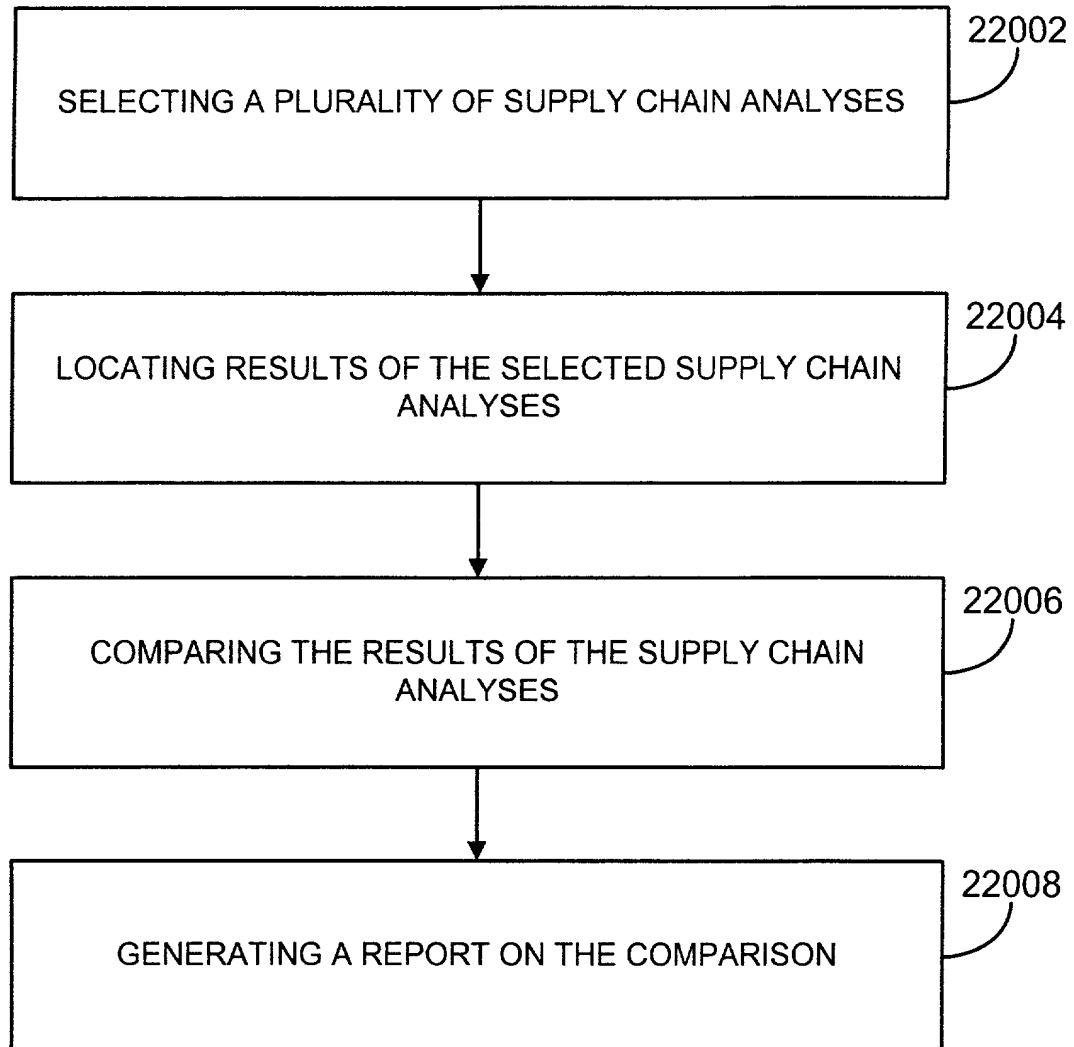 22002
SELECTING A PLURALITY OF SUPPLY CHAIN ANALYSES
22004
LOCATING RESULTS OF THE SELECTED SUPPLY CHAIN
ANALYSES
22006
COMPARING THE RESULTS OF THE SUPPLY CHAIN
ANALYSES
22008
GENERATING A REPORT ON THE COMPARISON